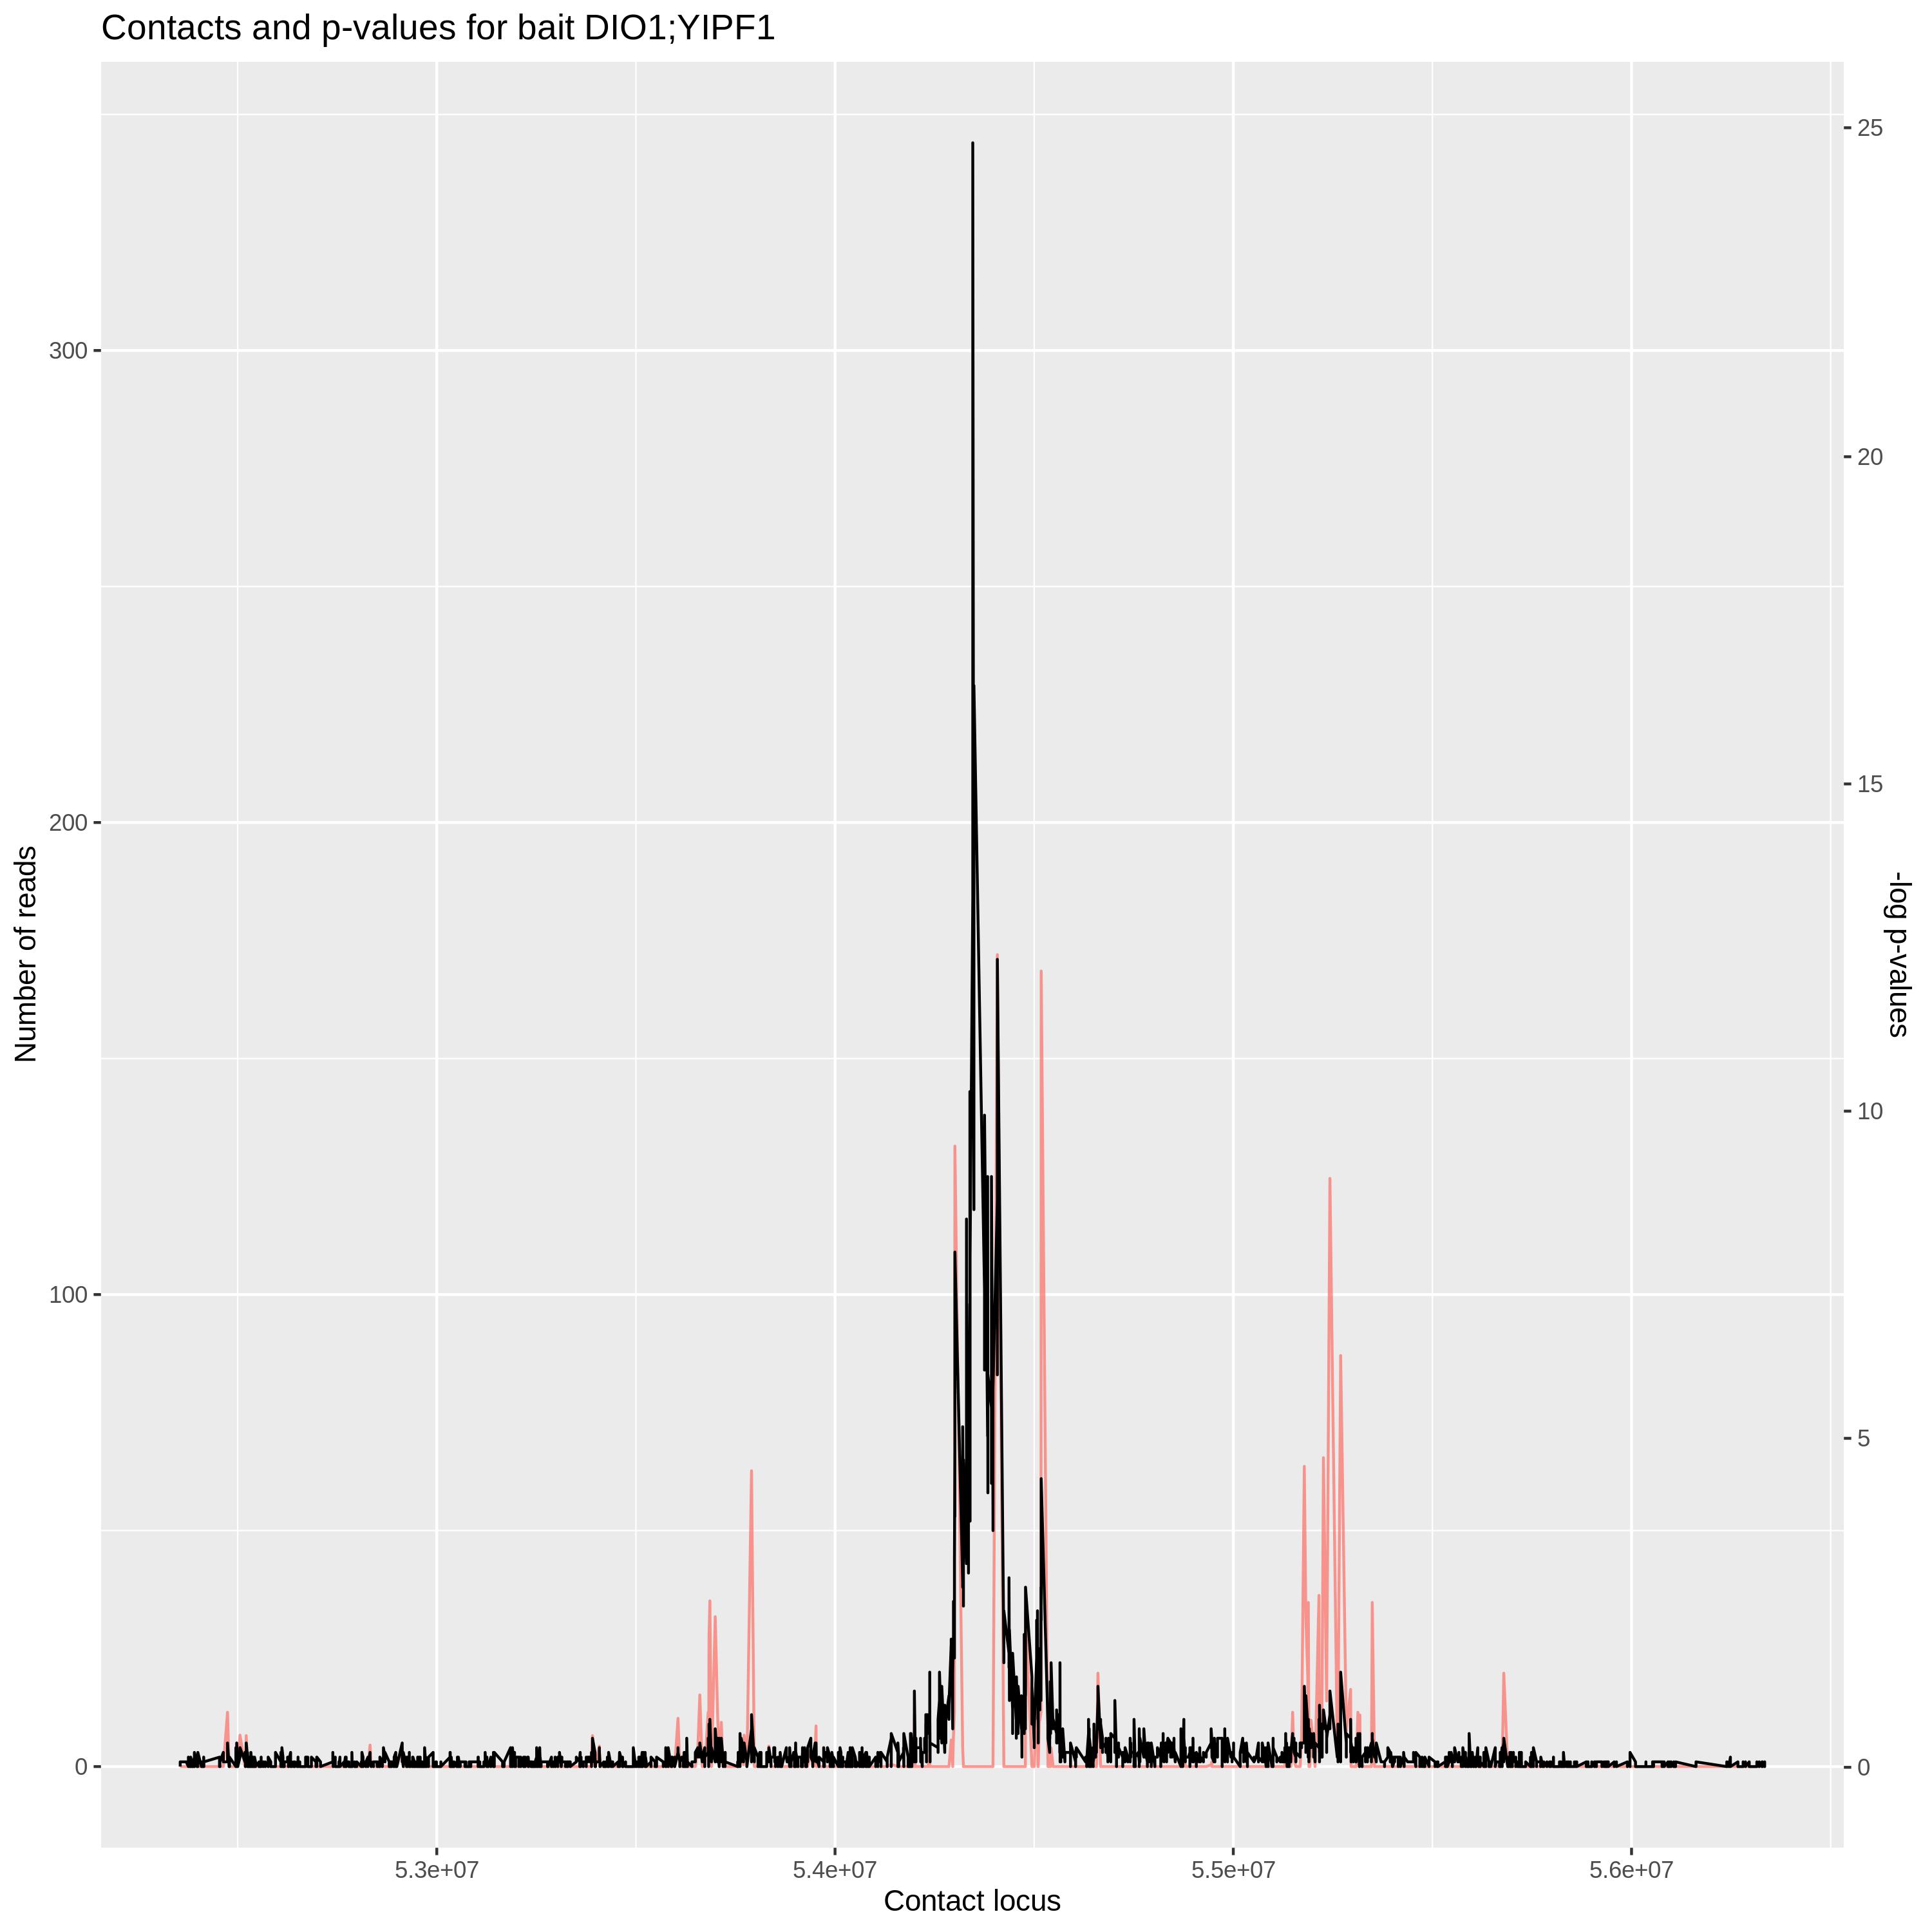 Contacts and p-values for bait DIO1;YIPF1
Number of reads
300
200
100
0
25
20
15
10
5
0
-log p-values
5.3e+07 5.4e+07 5.5e+07 5.6e+07
Contact locus